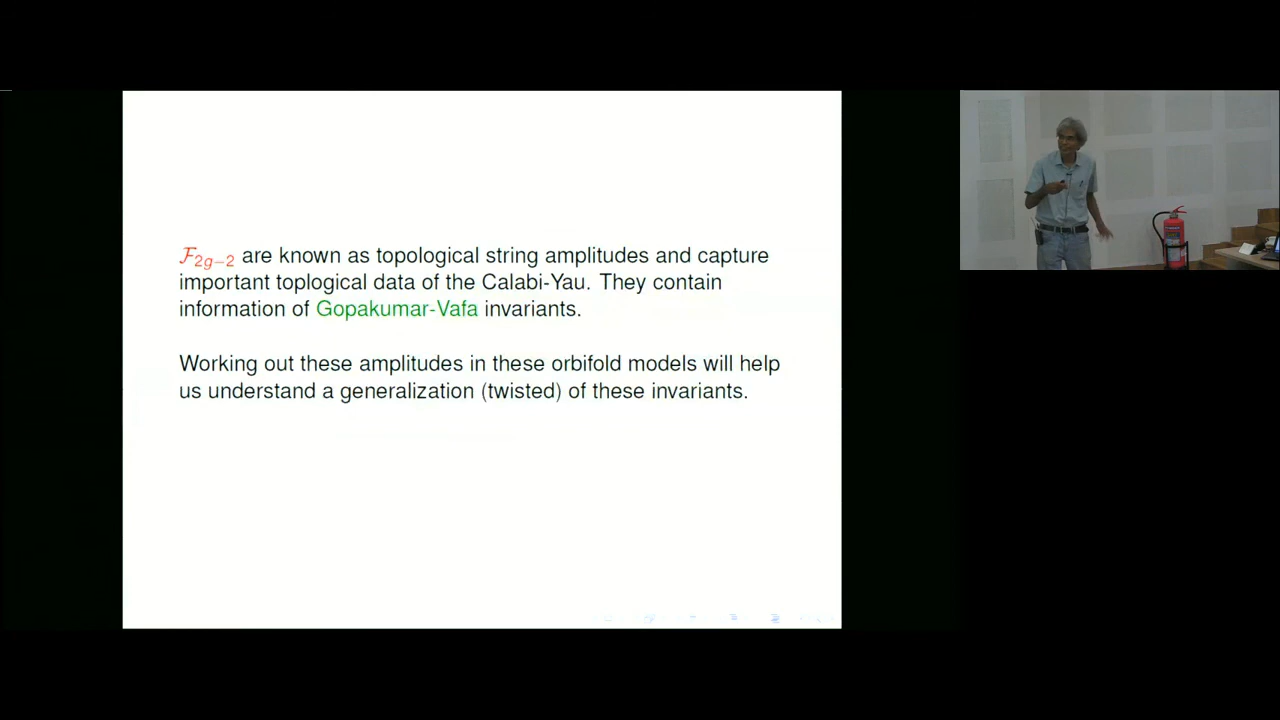 F2g−2 are known as topological string amplitudes and capture
important toplogical data of the Calabi-Yau. They contain
information of Gopakumar-Vafa invariants.
Working out these amplitudes in these orbifold models will help
us understand a generalization (twisted) of these invariants.